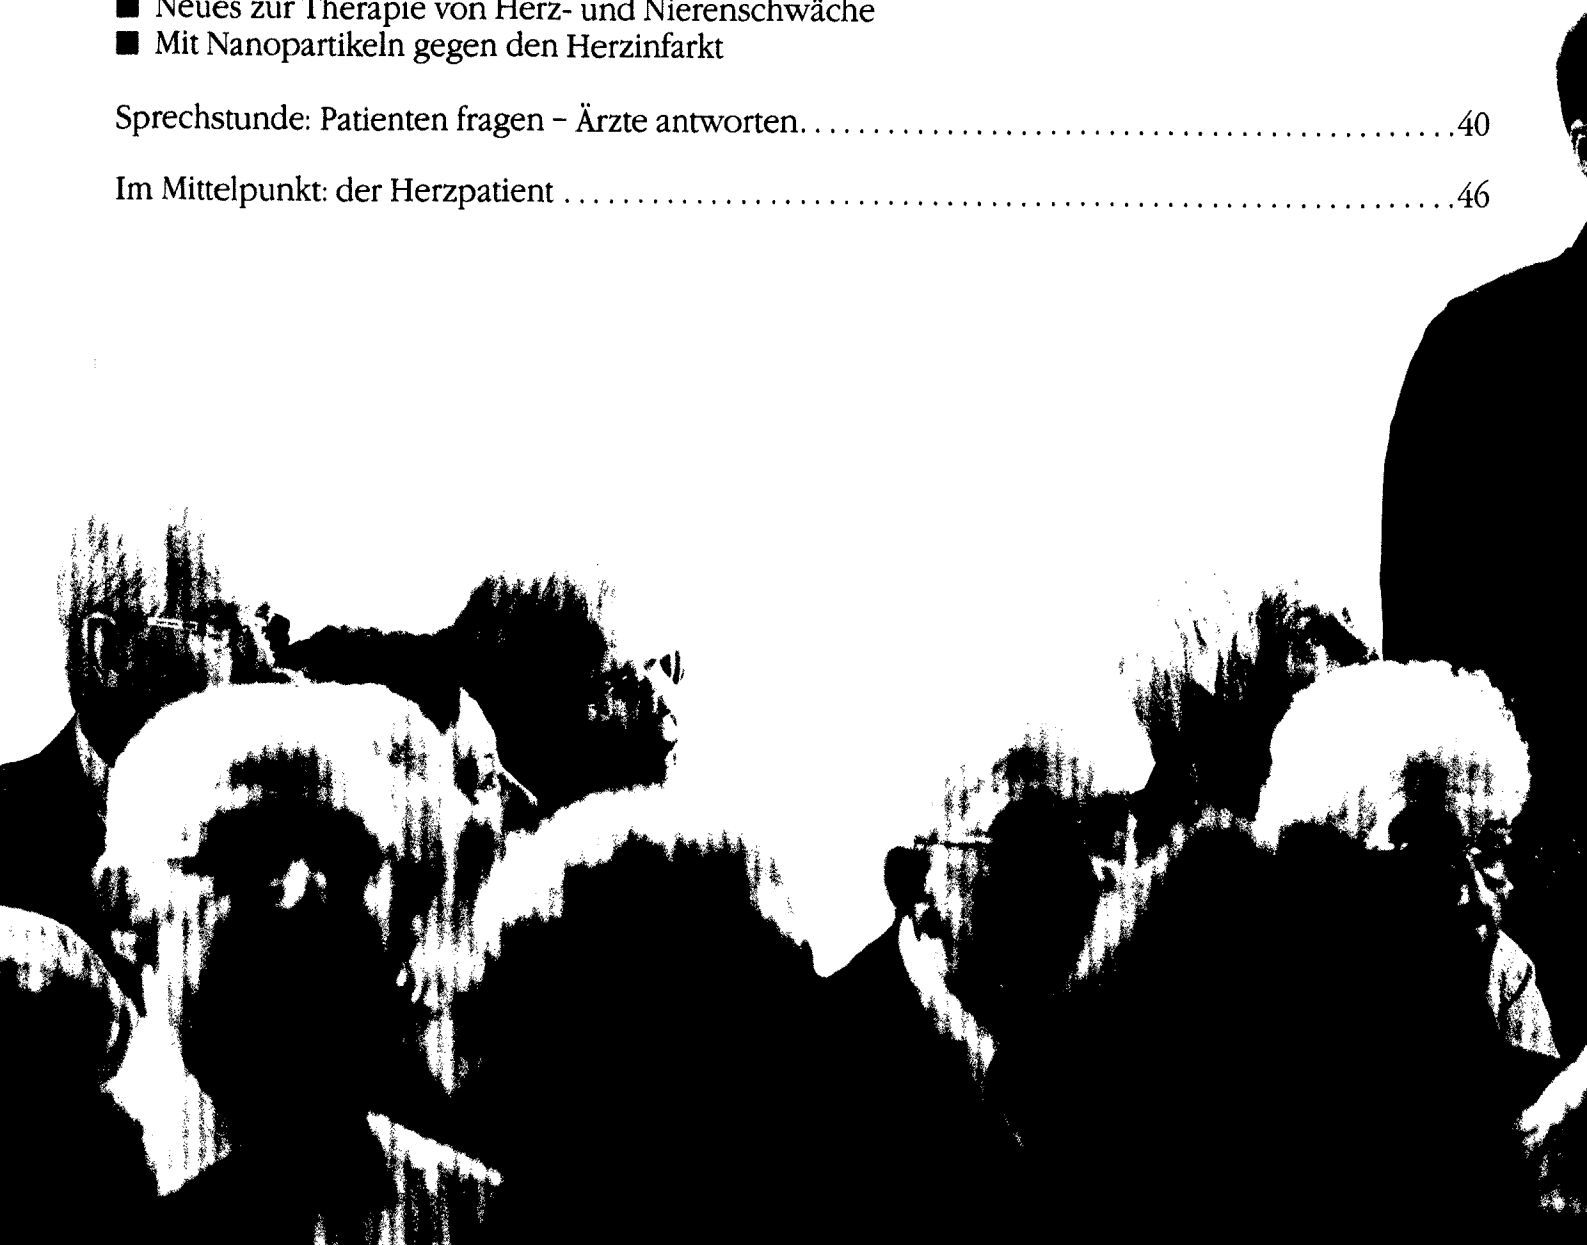 ■ Neues zur Therapie von Herz- und Nierenschwäche
■ Mit Nanopartikeln gegen den Herzinfarkt
Sprechstunde: Patienten fragen – Ärzte antworten. . . . . . . . . . . . . . . . . . . . . . . . . . . . . . . . . . . . . . . . . . . . .40
Im Mittelpunkt: der Herzpatient . . . . . . . . . . . . . . . . . . . . . . . . . . . . . . . . . . . . . . . . . . . . . . . . . . . . . . . . . . . . .46